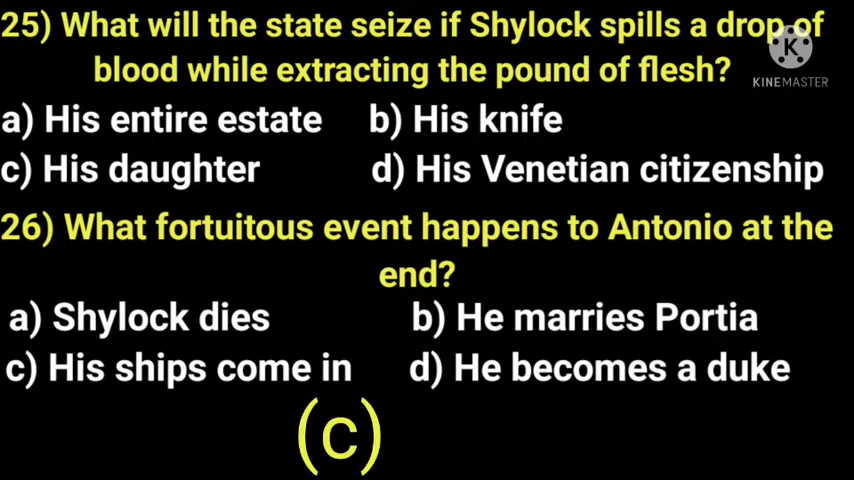 25) What will the state seize if Shylock spills a drop of
blood while extracting the pound of flesh?
K
KINEMASTER
a) His entire estate b) His knife
c) His daughter d) His Venetian citizenship
26) What fortuitous event happens to Antonio at the
end?
a) Shylock dies b) He marries Portia
c) His ships come in d) He becomes a duke
(c)